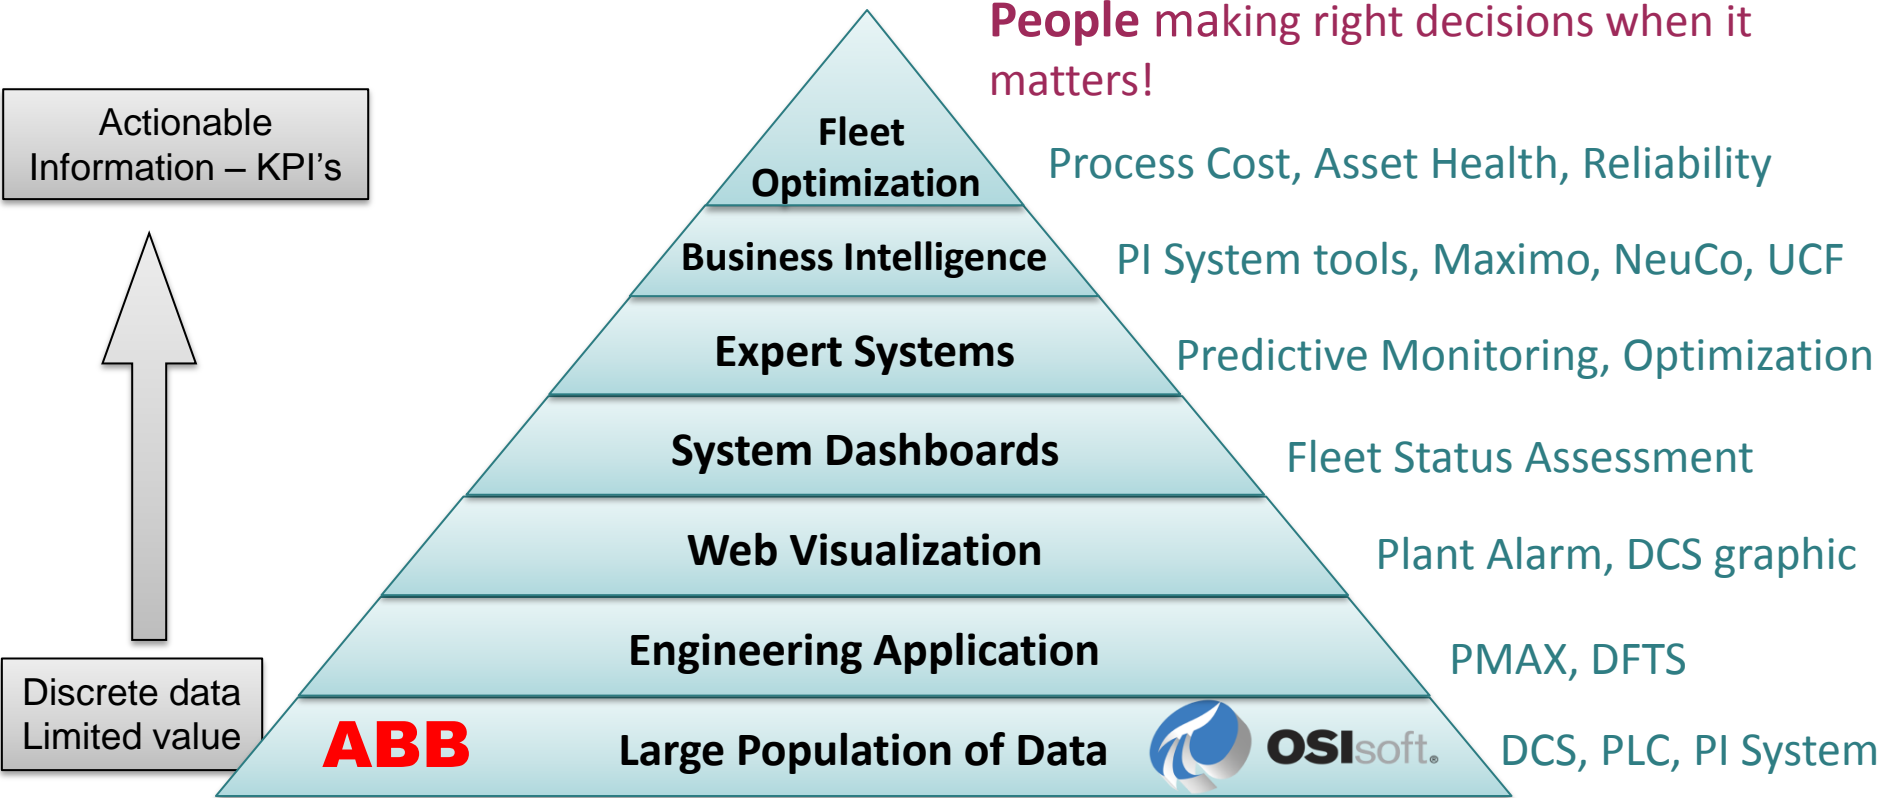 People making right decisions when it
matters!
Actionable
Information – KPI's
Fleet
Optimization
Process Cost, Asset Health, Reliability
Business Intelligence
PI System tools, Maximo, NeuCo, UCF
Expert Systems
Predictive Monitoring, Optimization
System Dashboards
Fleet Status Assessment
Web Visualization
Plant Alarm, DCS graphic
Engineering Application
PMAX, DFTS
Discrete data
Limited value
ABB
Large Population of Data
OSIsoft.
DCS, PLC, PI System